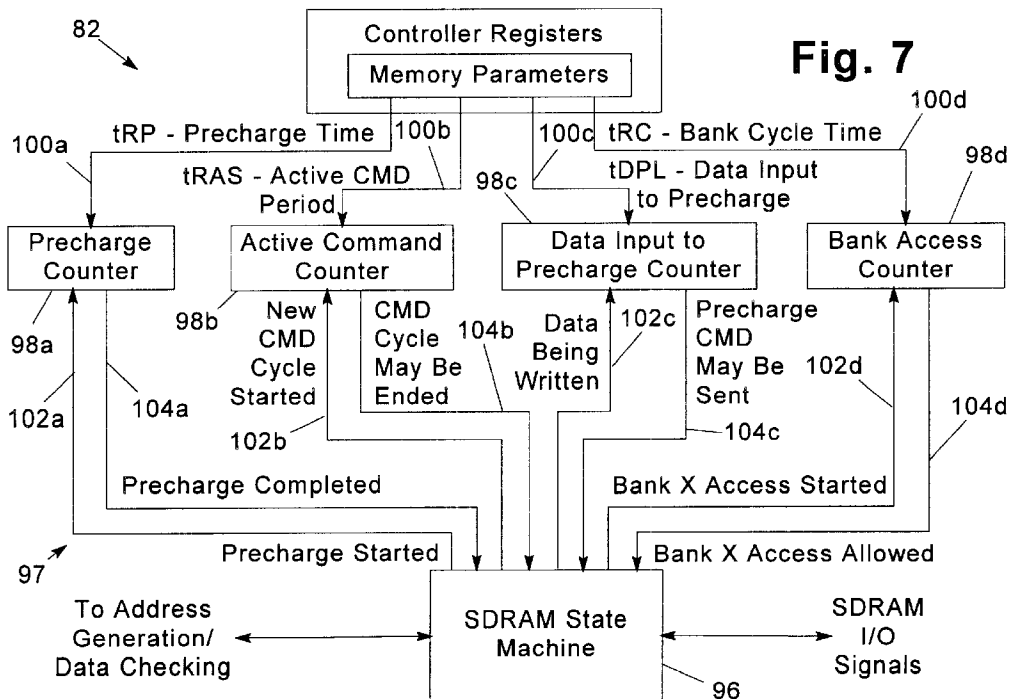 82
Controller Registers
Memory Parameters
Fig. 7
tRP - Precharge Time
100a
100b
tRAS - Active CMD
Period
100c
tRC - Bank Cycle Time
100d
tDPL - Data Input
to Precharge
98c
98d
Precharge
Counter
Active Command
Counter
Data Input to
Precharge Counter
Bank Access
Counter
98a
98b
New
CMD
Cycle
Started
CMD
Cycle
May Be
Ended
104b
Data
Being
Written
102c
Precharge
CMD
May Be
Sent
102d
102a
104a
102b
104c
104d
Precharge Completed
Bank X Access Started
97
Precharge Started
Bank X Access Allowed
To Address
Generation/
Data Checking
SDRAM State
Machine
SDRAM
I/O
Signals
96